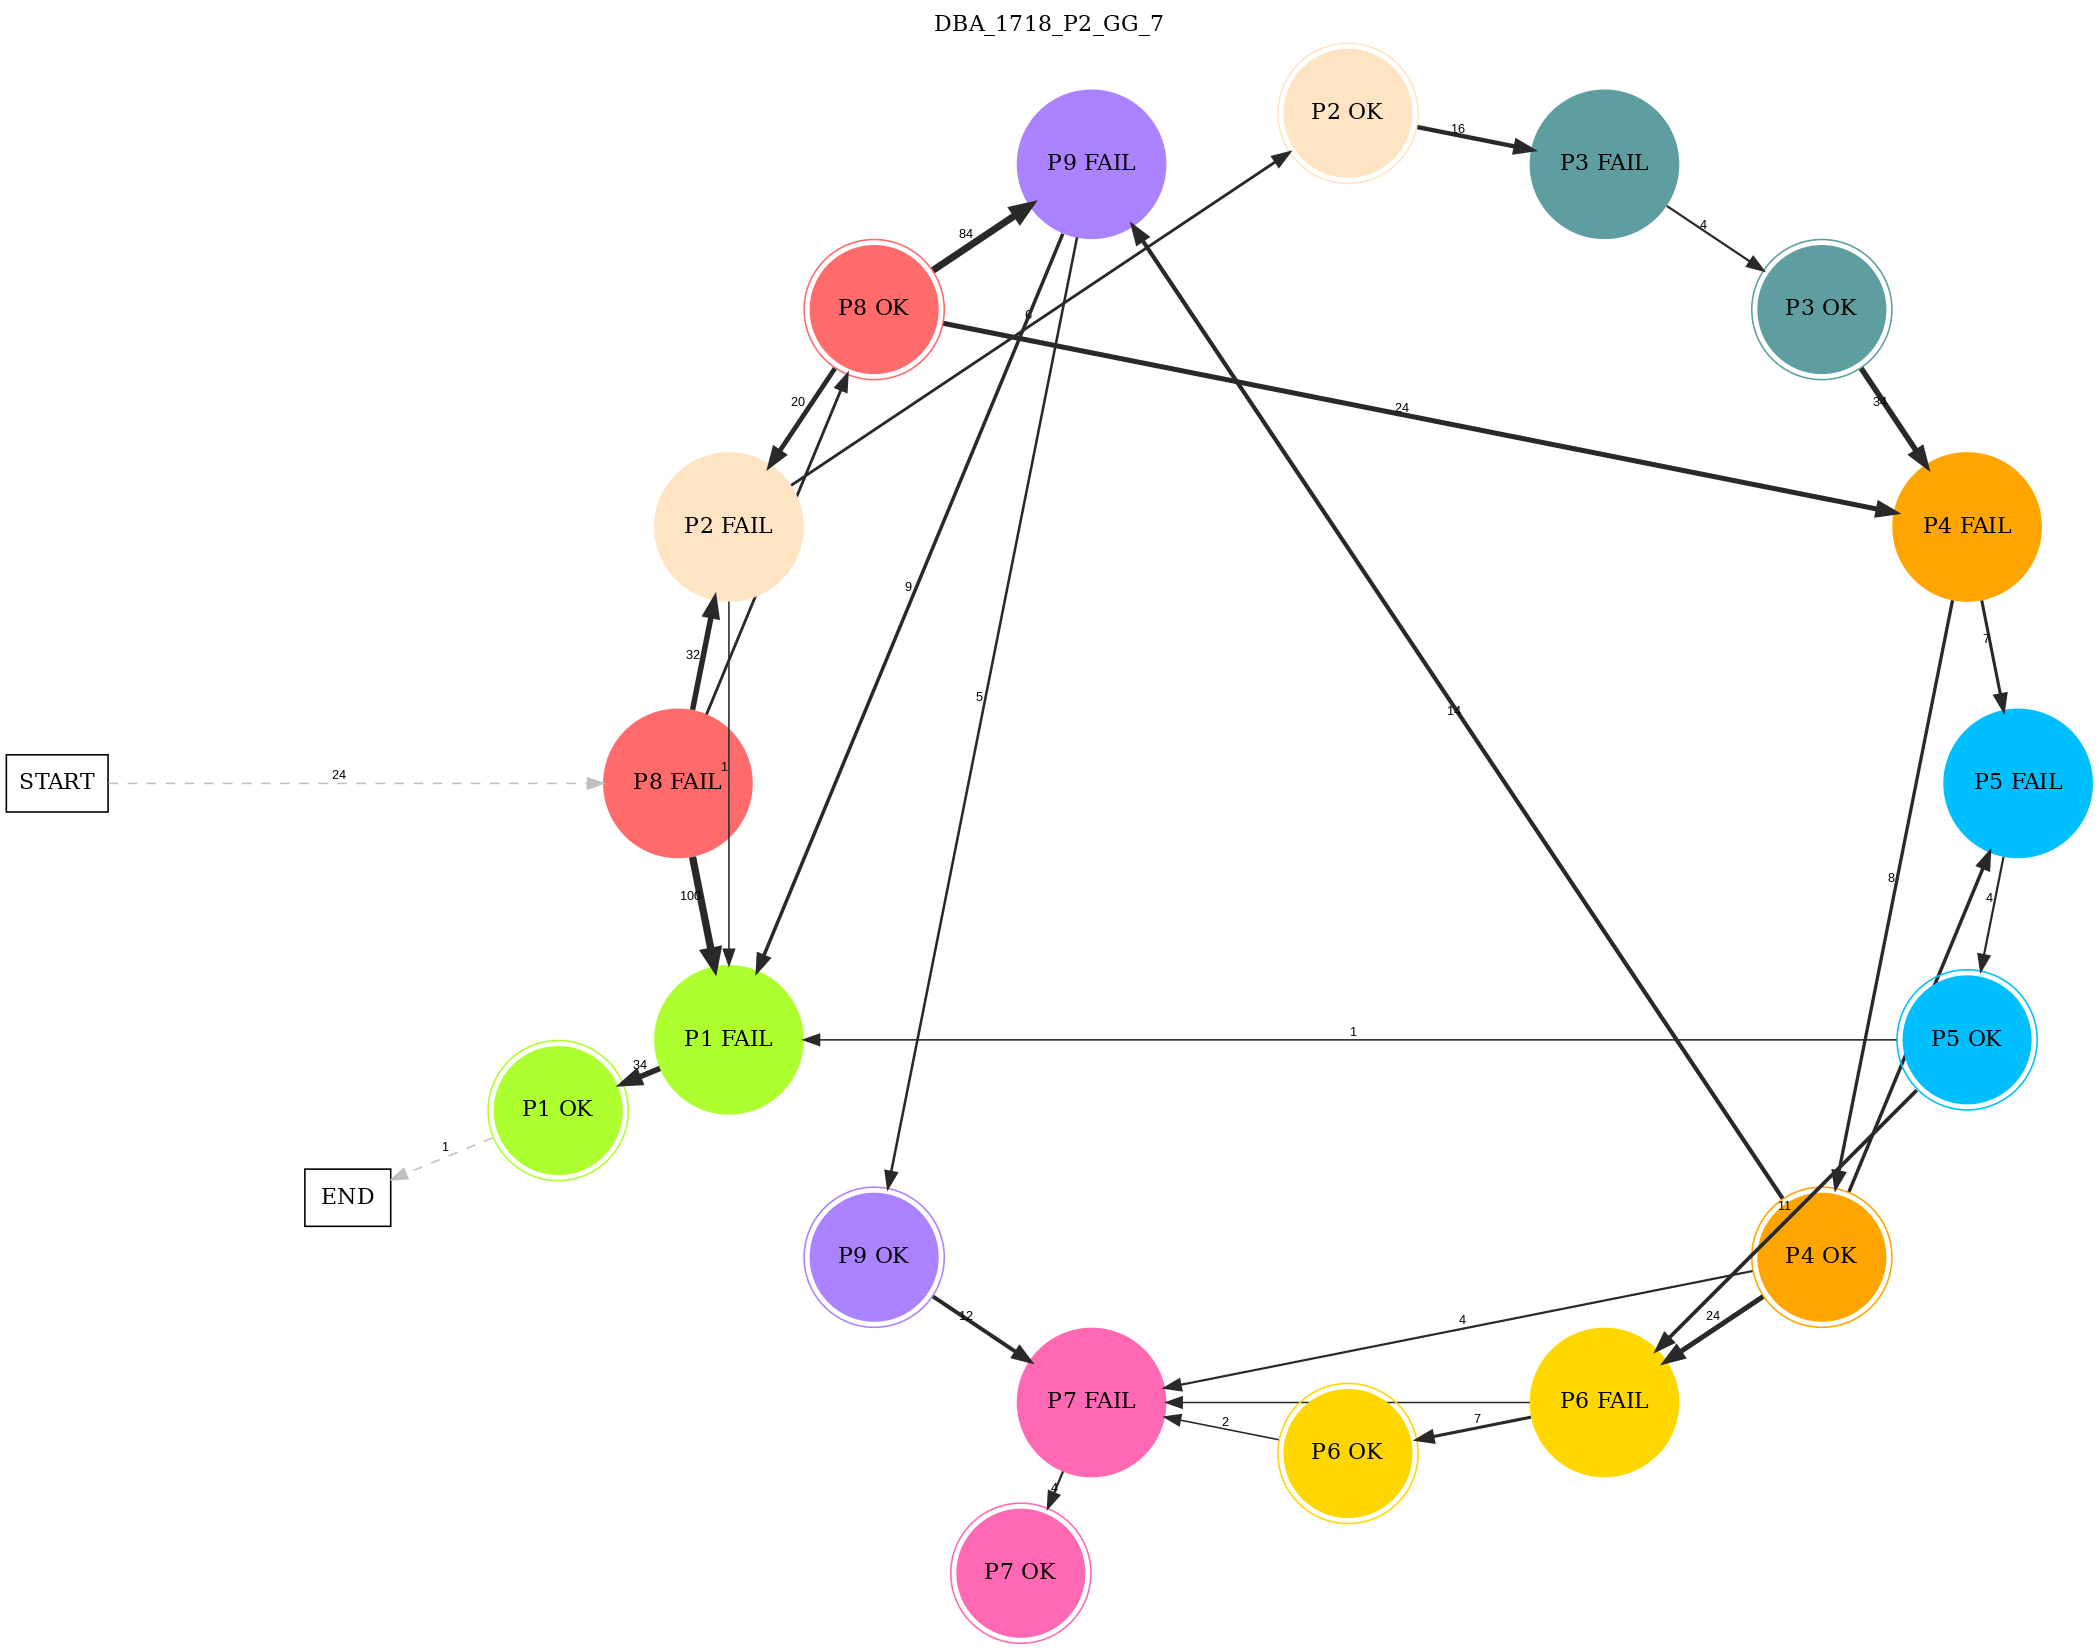 DBA_1718_P2_GG_7
P2 OK
16
P9 FAIL
P3 FAIL
84
4
P8 OK
P3 OK
6
20
24
34
P2 FAIL
P4 FAIL
9
7
32
5
14
1
START
24
P8 FAIL
P5 FAIL
8
100
4
P1 FAIL
1
P5 OK
34
P1 OK
1
END
11
P9 OK
P4 OK
12
4
24
P7 FAIL
P6 FAIL
2
7
P6 OK
4
P7 OK